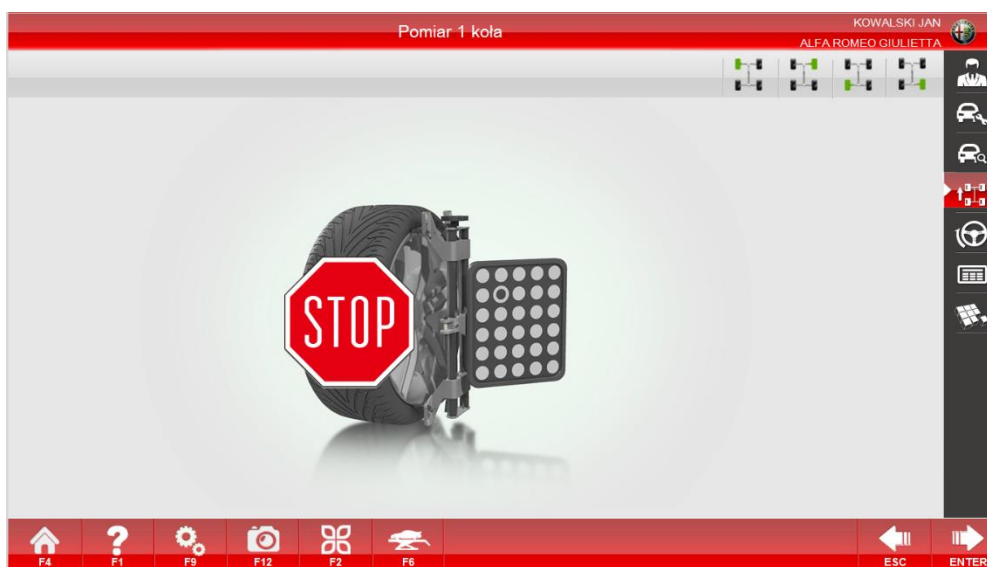 Pomiar 1 koła
KOWALSKI JAN
ALFA ROMEO GIULIETTA
STOP
F4
F1
F9
F12
F2
F6
ESC
ENTER